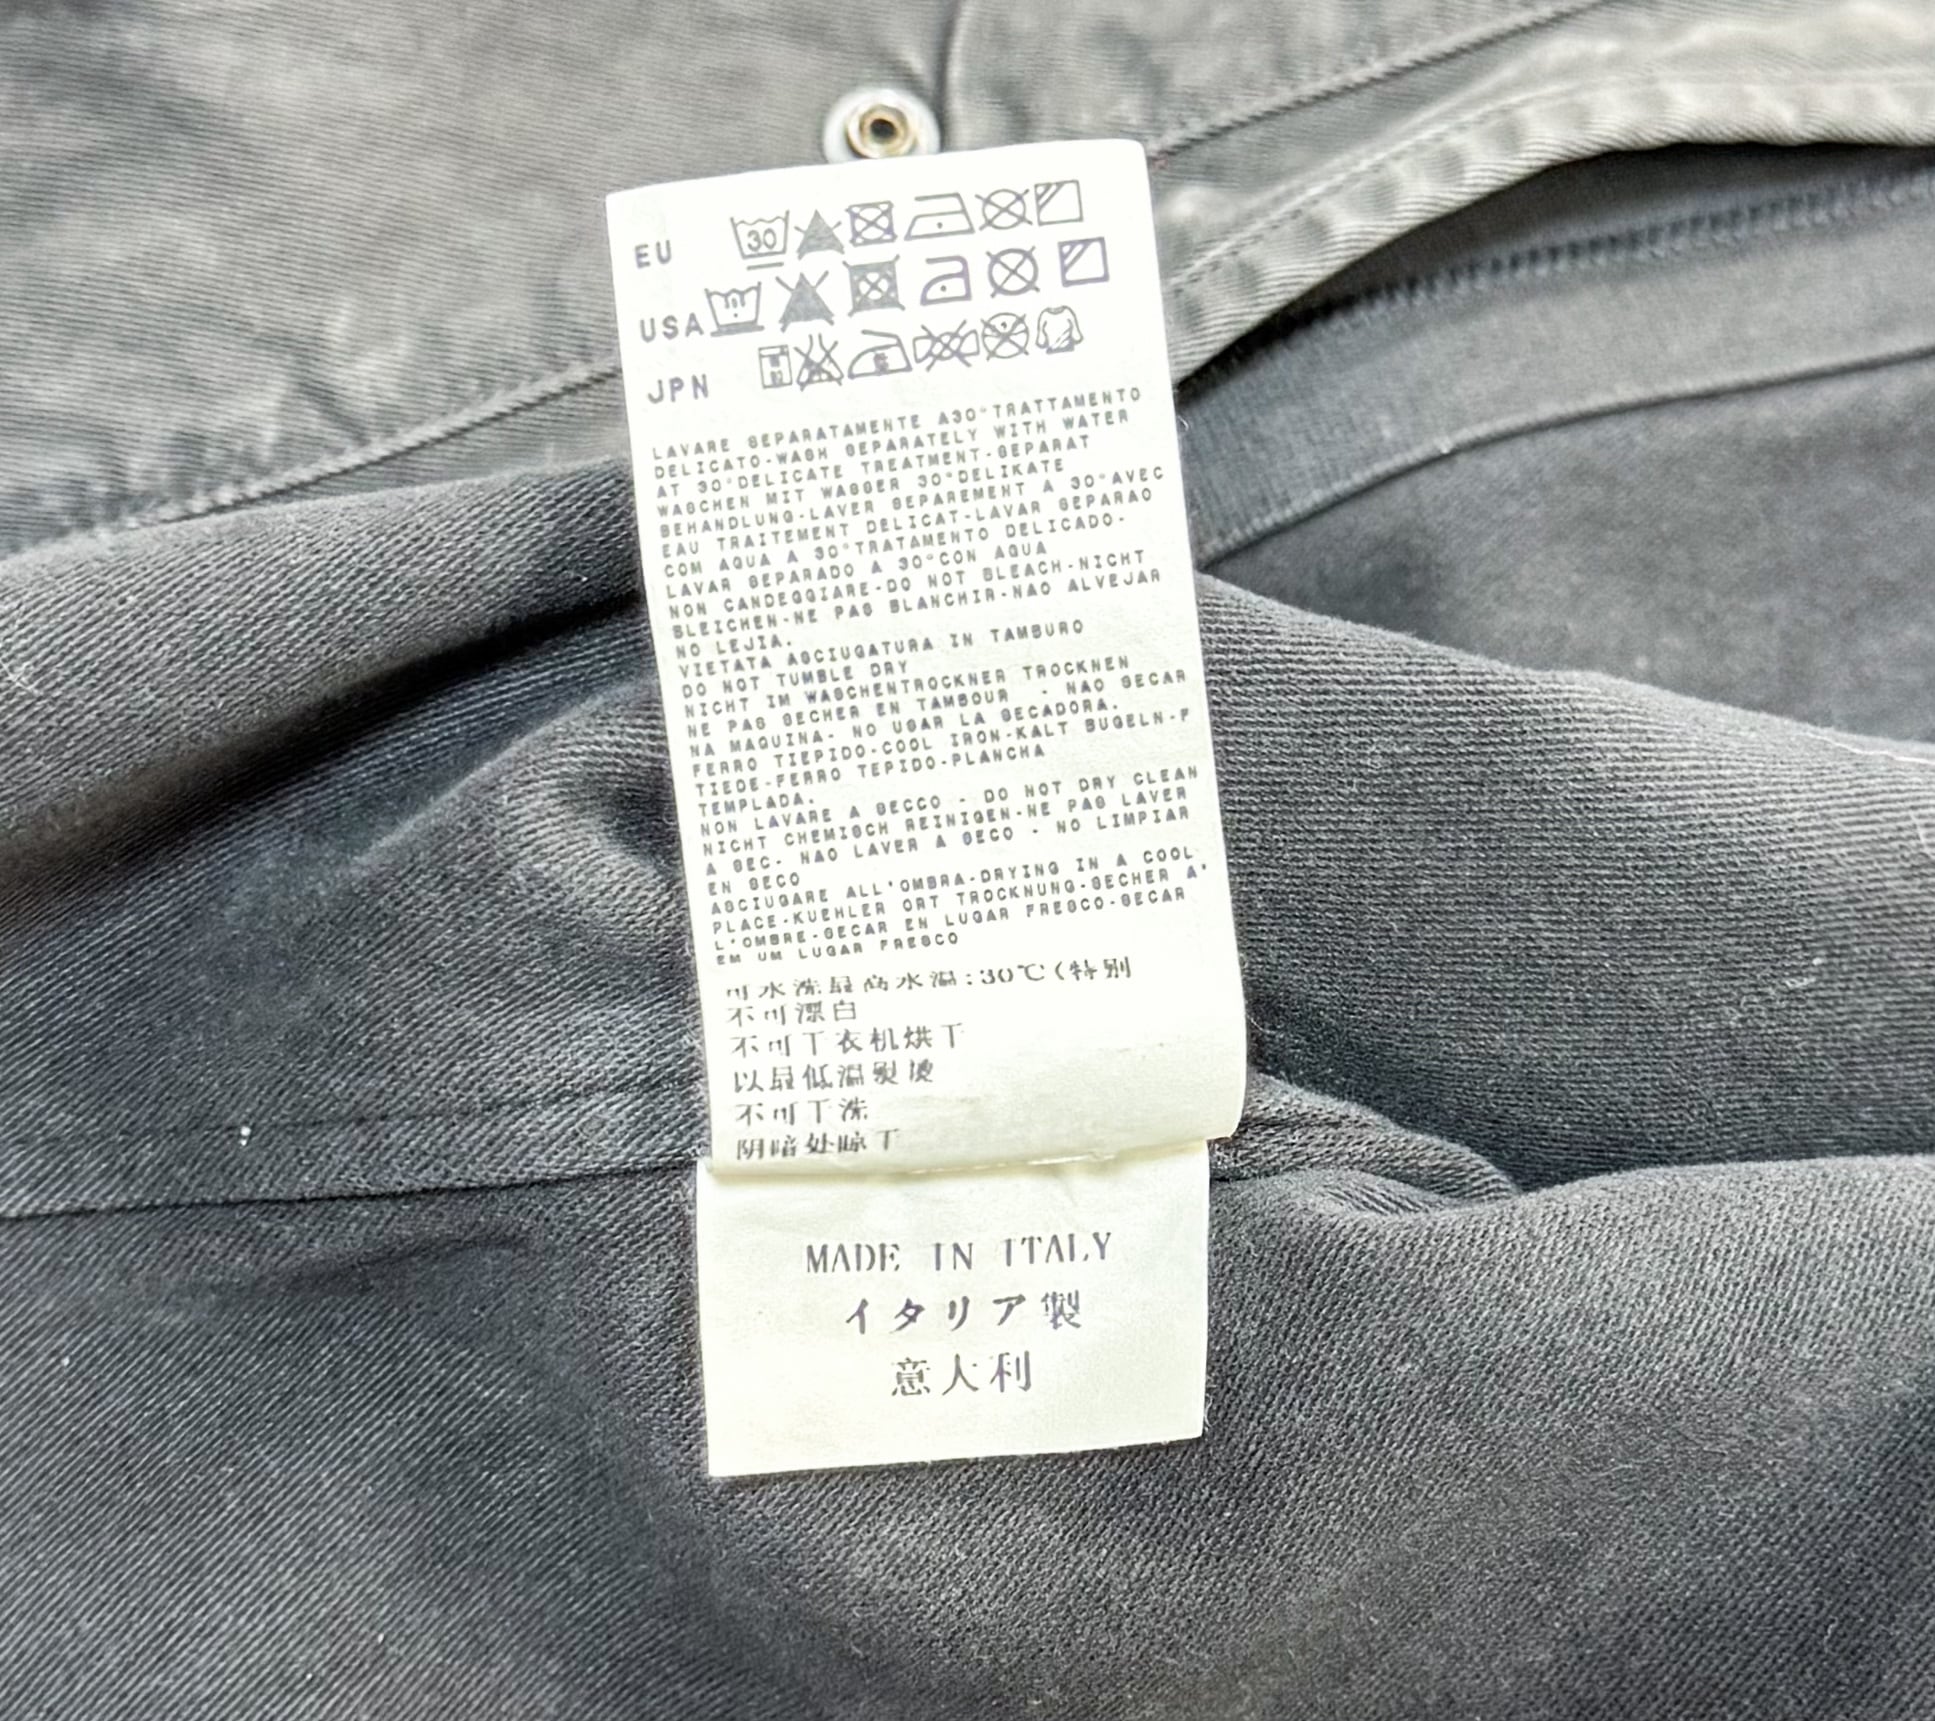 EU 30
USA
JPN
LAVARE SEPARATAMENTE A30°TRATTAMENTO
DELICATO-WASH SEPARATELY WITH WATER
AT 30°DELICATE TREATMENT-SEPARAT
WASCHEN MIT WASSER 30°DELIKATE
BEHANDLUNG-LAVER SEPAREMENT A 30°AVEC
EAU TRAITEMENT DELICAT-LAVAR SEPARAO
COM AQUA A 30°TRATAMENTO DELICADO-
LAVAR SEPARADO A 30°CON AQUA
NON CANDEGGIARE-DO NOT BLEACH-NICHT
BLEICHEN-NE PAS BLANCHIR-NAO ALVEJAR
NO LEJIA.
VIETATA ASCIUGATURA IN TAMBURO
DO NOT TUMBLE DRY
NICHT IM WASCHENTROCKNER TROCKNEN
NE PAS SECHER EN TAMBOUR - NAO SECAR
NA MAQUINA- NO USAR LA SECADORA.
FERRO TIEPIDO-COOL IRON-KALT BUGELN-F
TIEDE-FERRO TEPIDO-PLANCHA
TEMPLADA.
NON LAVARE A SECCO - DO NOT DRY CLEAN
NICHT CHEMISCH REINIGEN-NE PAS LAVER
A SEC- NAO LAVER A SECO - NO LIMPIAR
EN SECO
ASCIUGARE ALL'OMBRA-DRYING IN A COOL
PLACE-KUEHLER ORT TROCKNUNG-SECHER A'
L'OMBRE-SECAR EN LUGAR FRESCO-SECAR
EM UM LUGAR FRESCO
可水洗最高水温:30℃(特别
不可漂白
不可干衣机烘干
以最低温熨烫
不可干洗
阴暗处晾干
MADE IN ITALY
イタリア製
意大利